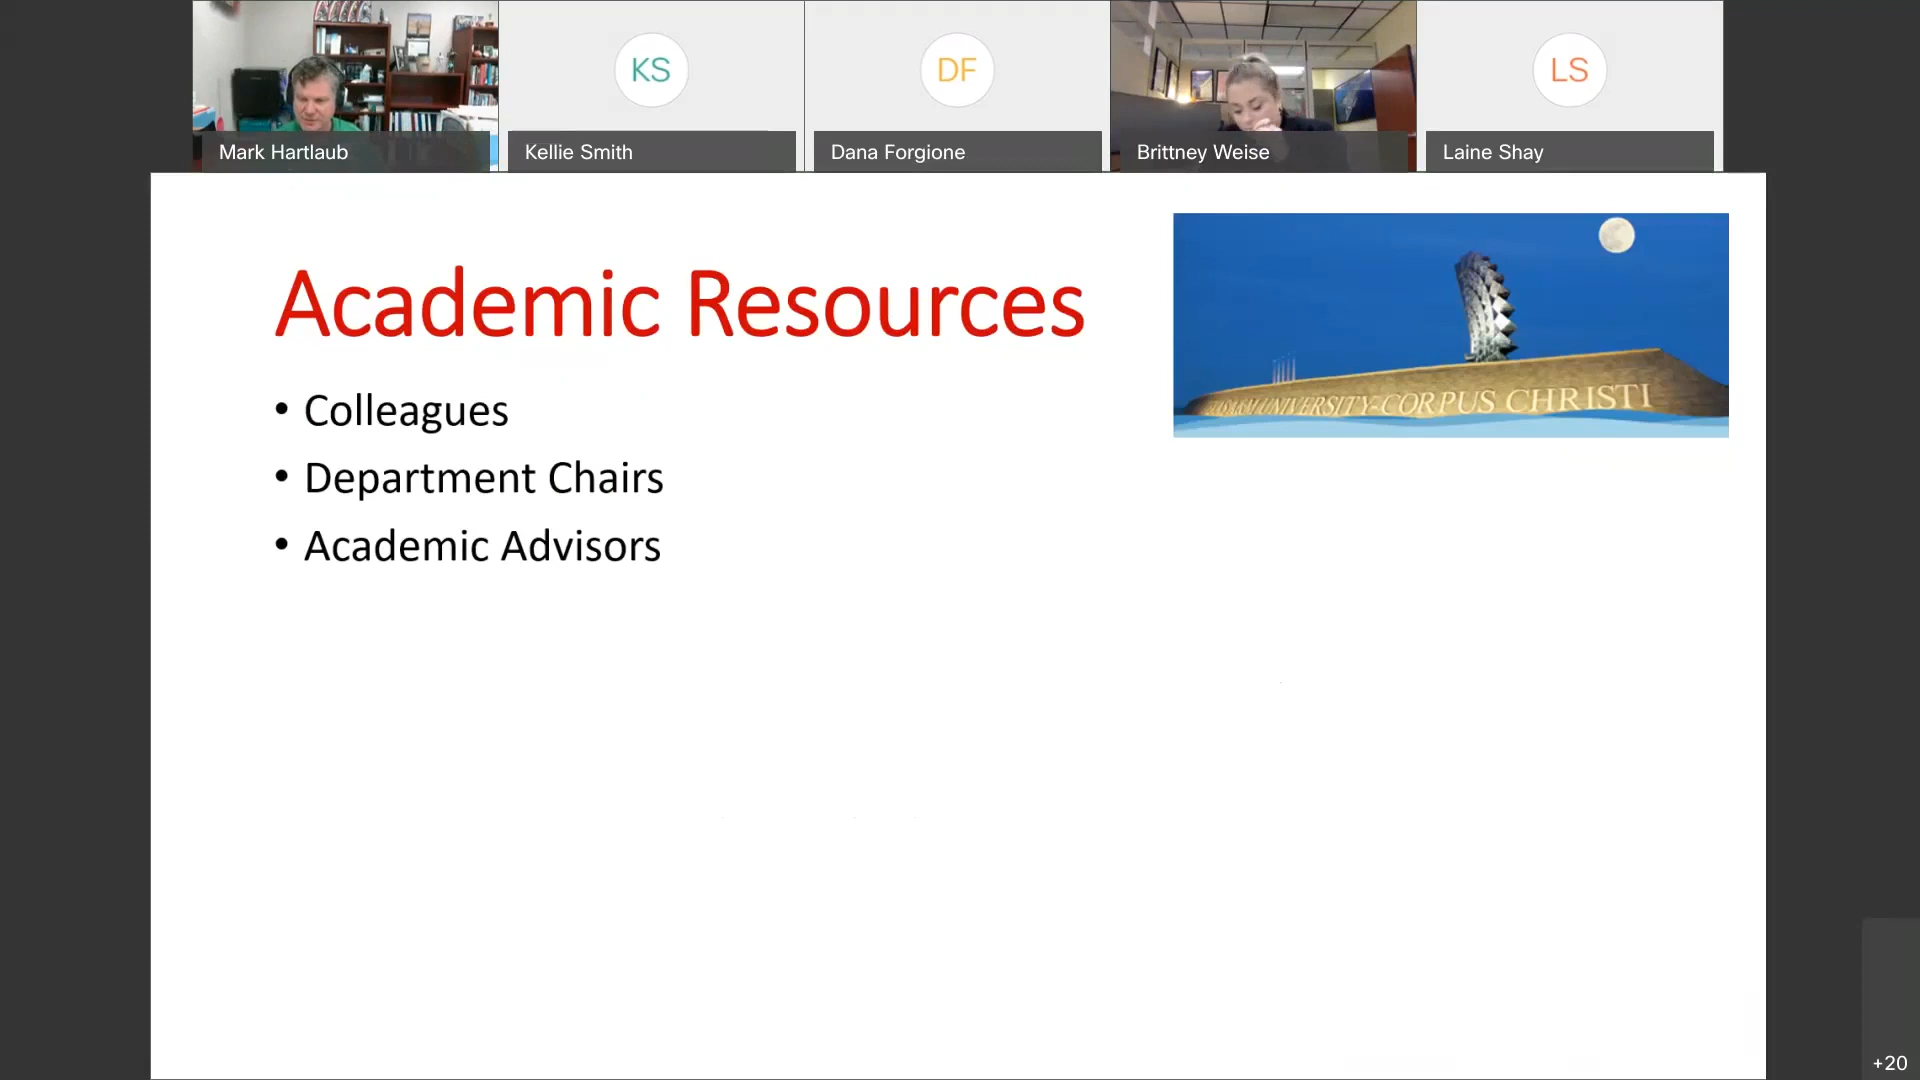 KS
DF
LS
Mark Hartlaub
Kellie Smith
Dana Forgione
Brittney Weise
Laine Shay
Academic Resources
UNIVERSITY-CORPUS CHRISTI
• Colleagues
• Department Chairs
• Academic Advisors
+20